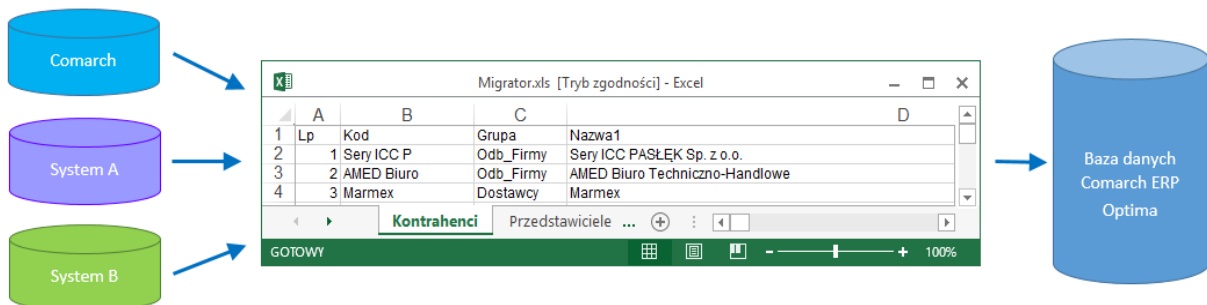 Comarch
System A
System B
Migrator.xls [Tryb zgodności] - Excel
A B C D
1 Lp Kod Grupa Nazwa1
2 1 Sery ICC P Odb_Firmy Sery ICC PASŁĘK Sp. z o.o.
3 2 AMED Biuro Odb_Firmy AMED Biuro Techniczno-Handlowe
4 3 Marmex Dostawcy Marmex
Kontrahenci Przedstawiciele ...
GOTOWY 100%
Baza danych
Comarch ERP
Optima